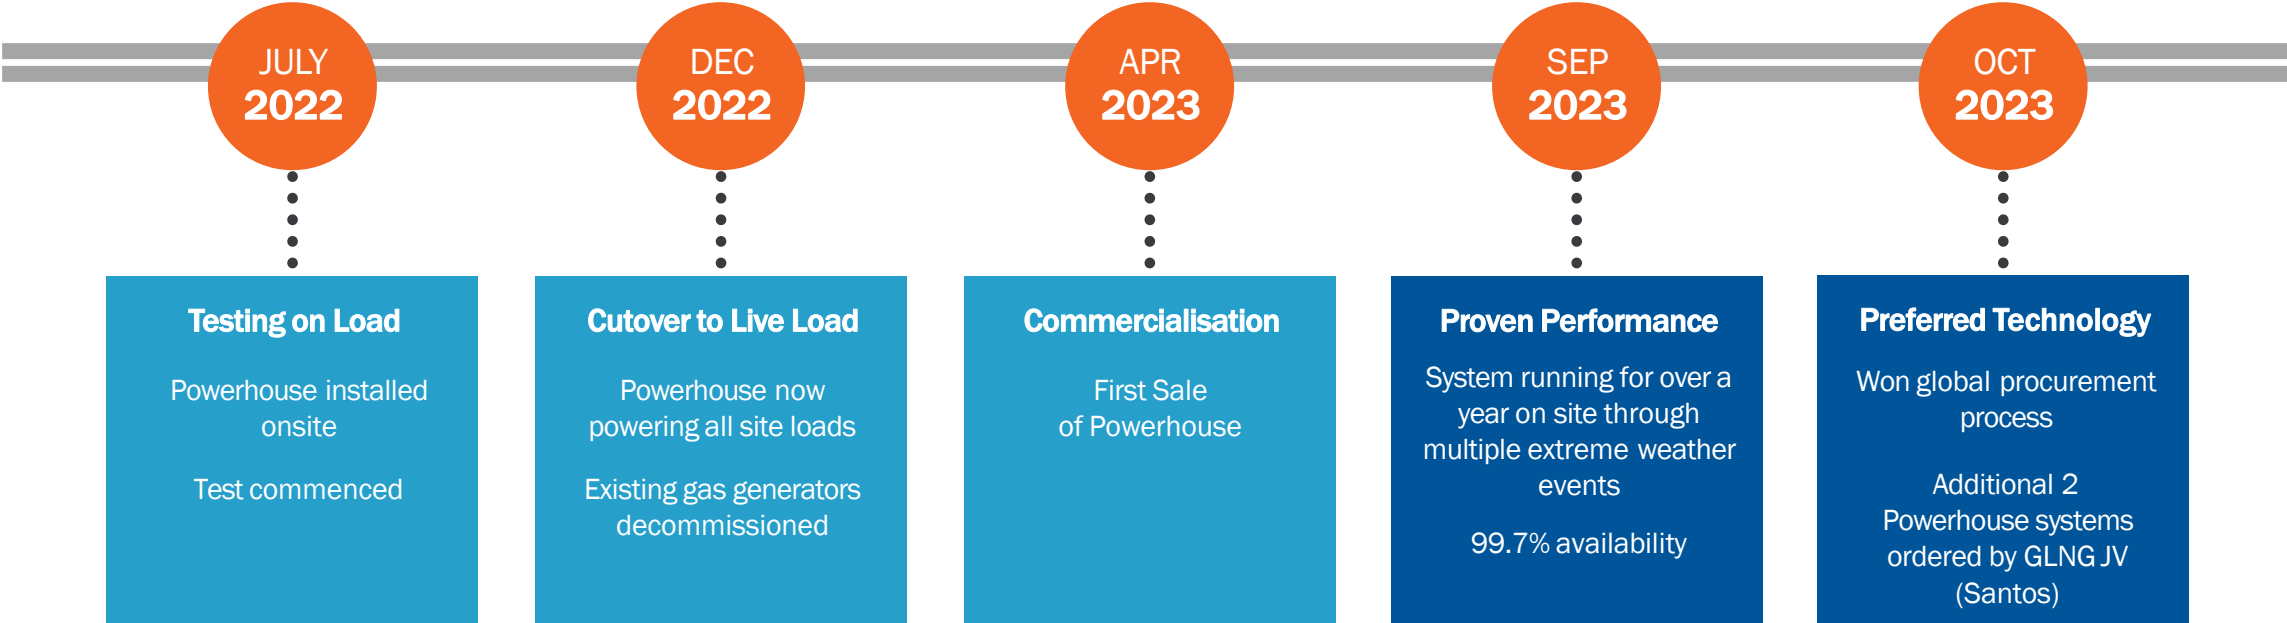 JULY
2022
DEC
2022
APR
2023
SEP
2023
OCT
2023
Testing on Load
Powerhouse installed
onsite
Test commenced
Cutover to Live Load
Powerhouse now
powering all site loads
Existing gas generators
decommissioned
Commercialisation
First Sale
of Powerhouse
Proven Performance
System running for over a
year on site through
multiple extreme weather
events
99.7% availability
Preferred Technology
Won global procurement
process
Additional 2
Powerhouse systems
ordered by GLNG JV
(Santos)